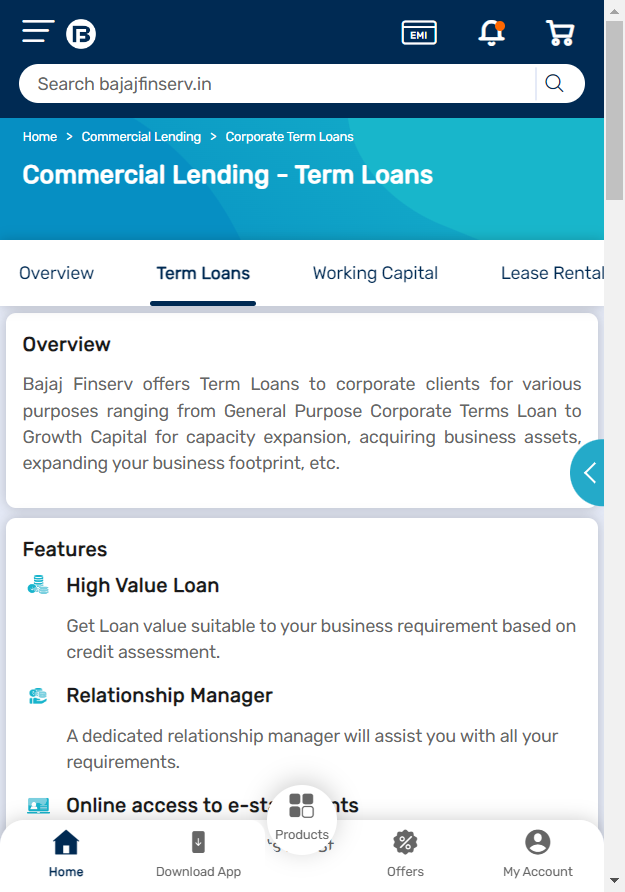 EMI
Search bajajfinserv.in
Home > Commercial Lending > Corporate Term Loans
Commercial Lending - Term Loans
Overview Term Loans Working Capital Lease Rental
Overview
Bajaj Finserv offers Term Loans to corporate clients for various
purposes ranging from General Purpose Corporate Terms Loan to
Growth Capital for capacity expansion, acquiring business assets,
expanding your business footprint, etc.
Features
High Value Loan
Get Loan value suitable to your business requirement based on
credit assessment.
Relationship Manager
A dedicated relationship manager will assist you with all your
requirements.
Online access to
Products
Home Download App Offers My Account